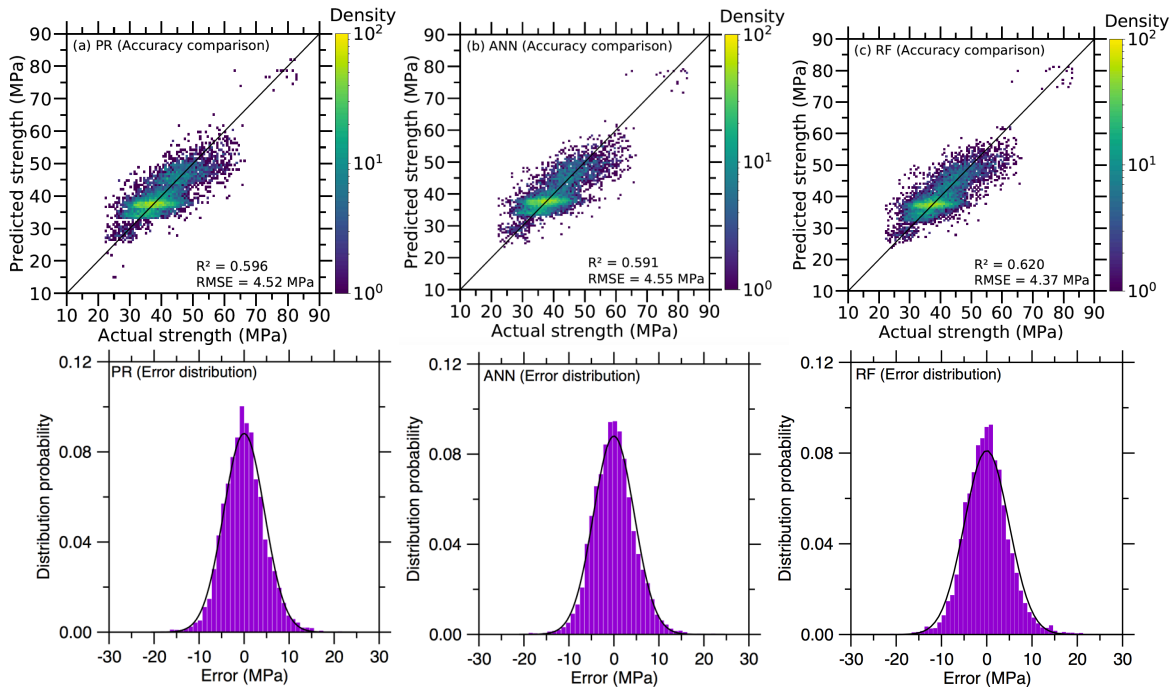 Density
Density
Density
(a) PR (Accuracy comparison)
90
80
70
60
50
40
30
20
10
Predicted strength (MPa)
R² = 0.596
RMSE = 4.52 MPa
10 20 30 40 50 60 70 80 90
Actual strength (MPa)
10²
10¹
10⁰
(b) ANN (Accuracy comparison)
90
80
70
60
50
40
30
20
10
Predicted strength (MPa)
R² = 0.591
RMSE = 4.55 MPa
10 20 30 40 50 60 70 80 90
Actual strength (MPa)
10²
10¹
10⁰
(c) RF (Accuracy comparison)
90
80
70
60
50
40
30
20
10
Predicted strength (MPa)
R² = 0.620
RMSE = 4.37 MPa
10 20 30 40 50 60 70 80 90
Actual strength (MPa)
10²
10¹
10⁰
PR (Error distribution)
0.12
0.08
0.04
0.00
Distribution probability
-30 -20 -10 0 10 20 30
Error (MPa)
ANN (Error distribution)
0.12
0.08
0.04
0.00
Distribution probability
-30 -20 -10 0 10 20 30
Error (MPa)
RF (Error distribution)
0.12
0.08
0.04
0.00
Distribution probability
-30 -20 -10 0 10 20 30
Error (MPa)